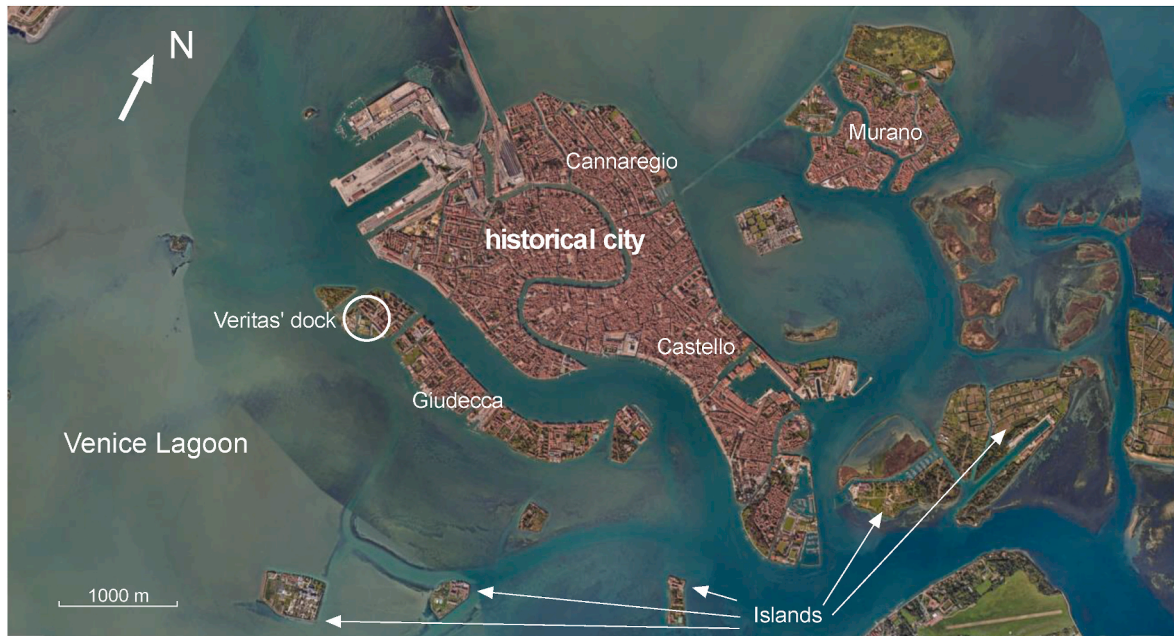 N
Murano
Cannaregio
historical city
Veritas' dock
Castello
Giudecca
Venice Lagoon
1000 m
Islands